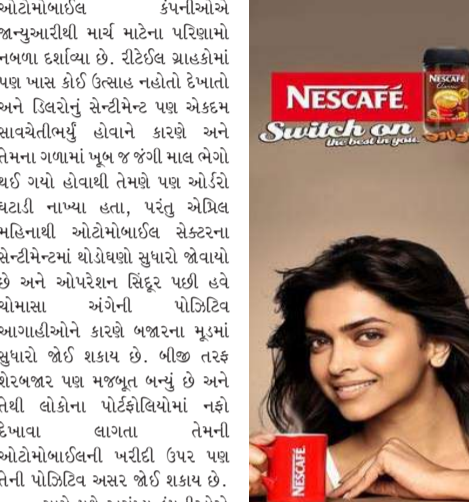 ઓટોમોબાઈલ કંપનીઓએ
જાન્યુઆરીથી માર્ચ માટેના પરિણામો
નબળા દર્શાવ્યા છે. રીટેઈલ ગ્રાહકોમાં
પણ ખાસ કોઈ ઉત્સાહ નહોતો દેખાતો
અને ડિલરોનું સેન્ટીમેન્ટ પણ એકદમ
સાવચેતીભર્યું હોવાને કારણે અને
તેમના ગળામાં ખૂબ જ જંગી માલ ભેગો
થઈ ગયો હોવાથી તેમણે પણ ઓર્ડરો
ઘટાડી નાખ્યા હતા, પરંતુ એપ્રિલ
મહિનાથી ઓટોમોબાઈલ સેક્ટરના
સેન્ટીમેન્ટમાં થોડોઘણો સુધારો જોવાયો
છે અને ઓપરેશન સિંદૂર પછી હવે
ચોમાસા અંગેની પોઝિટિવ
આગાહીઓને કારણે બજારના મૂડમાં
સુધારો જોઈ શકાય છે. બીજી તરફ
શેરબજાર પણ મજબૂત બન્યું છે અને
તેથી લોકોના પોર્ટફોલિયોમાં નફો
દેખાવા લાગતા તેમની
ઓટોમોબાઈલની ખરીદી ઉપર પણ
તેની પોઝિટિવ અસર જોઈ શકાય છે.
NESCAFÉ
NESCAFÉ.
Switch on
the best in you.
NESCAFÉ